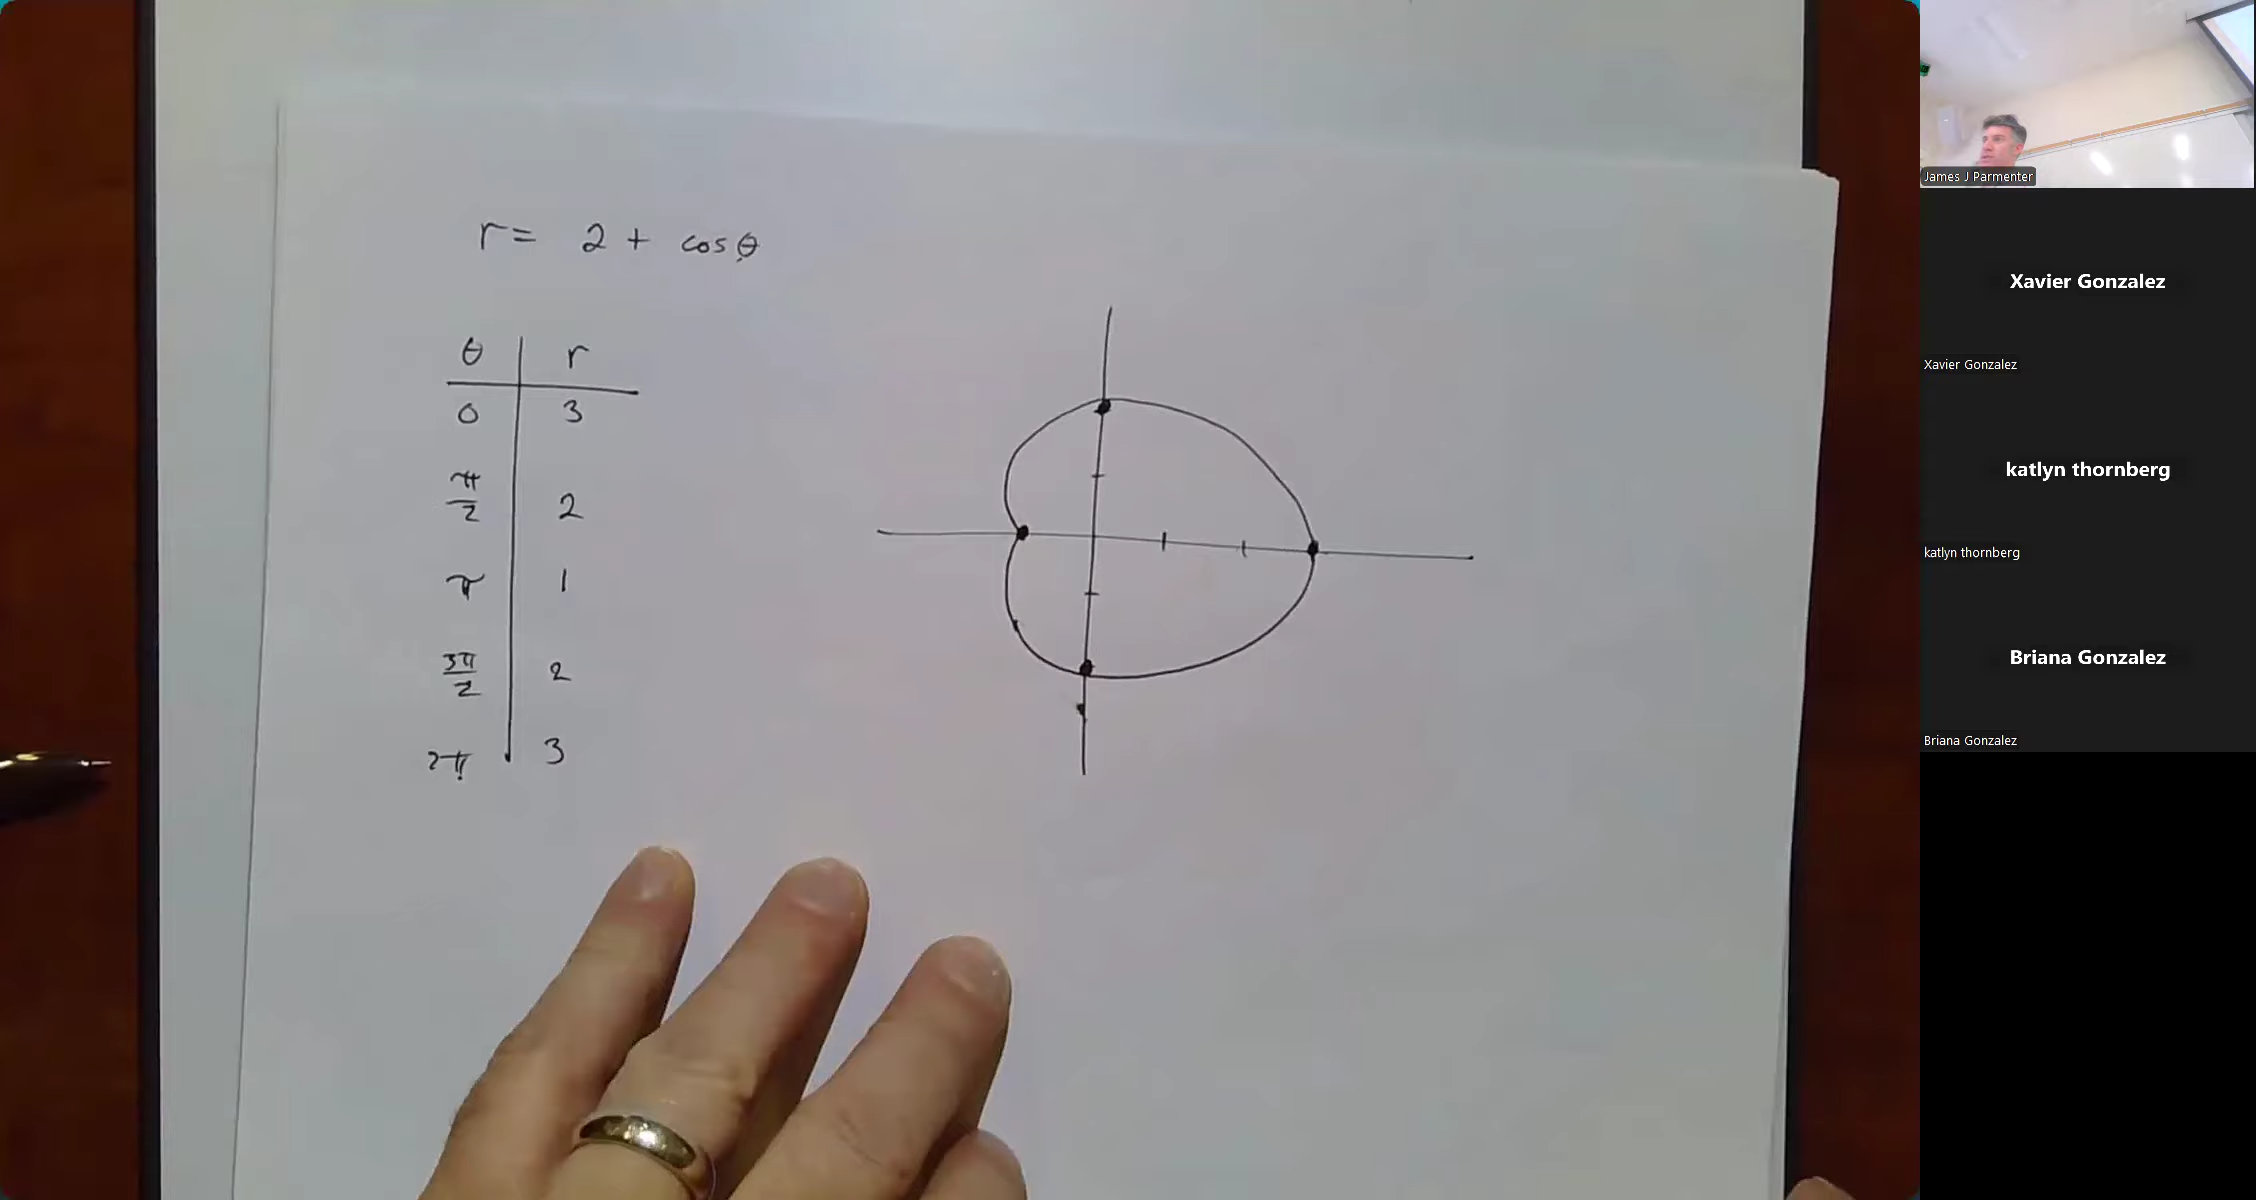 r = 2 + cos θ
θ r
0 3
π/2 2
π 1
3π/2 2
2π 3
James J Parmenter
Xavier Gonzalez
Xavier Gonzalez
katlyn thornberg
katlyn thornberg
Briana Gonzalez
Briana Gonzalez